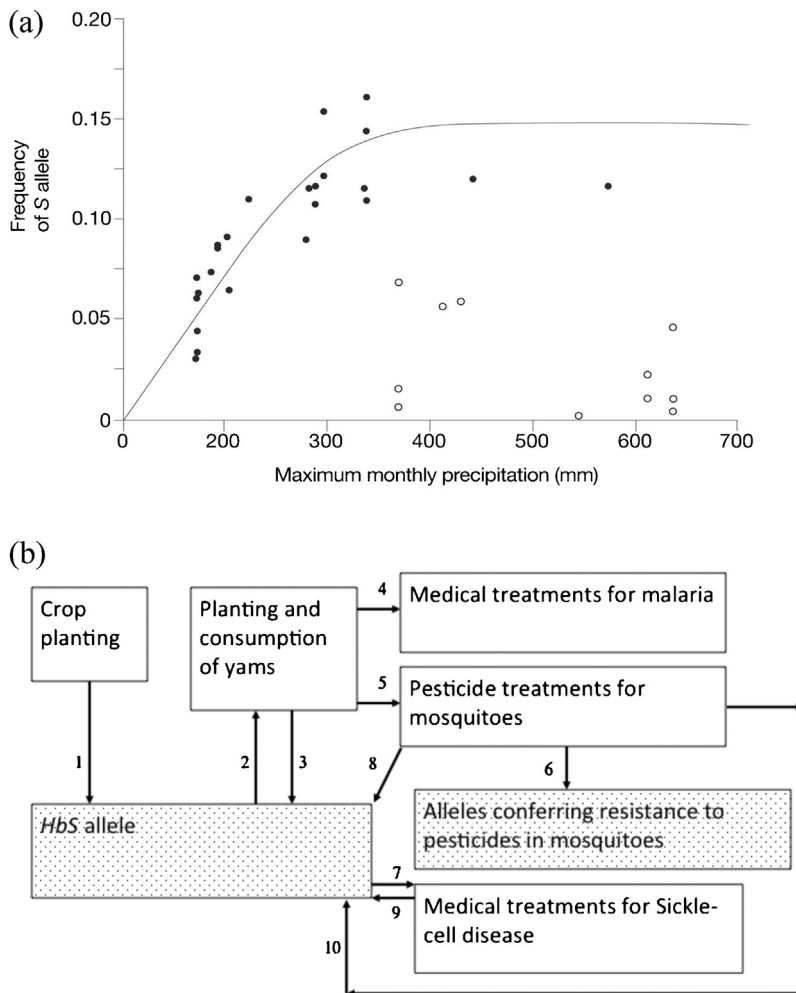 (a)
0.20
0.15
0.10
0.05
0
Frequency
of S allele
0 200 300 400 500 600 700
Maximum monthly precipitation (mm)
(b)
Crop
planting
Planting and
consumption
of yams
4
Medical treatments for malaria
5
Pesticide treatments for
mosquitoes
1
2
3
8
6
HbS allele
Alleles conferring resistance to
pesticides in mosquitoes
7
9
Medical treatments for Sickle-
cell disease
10